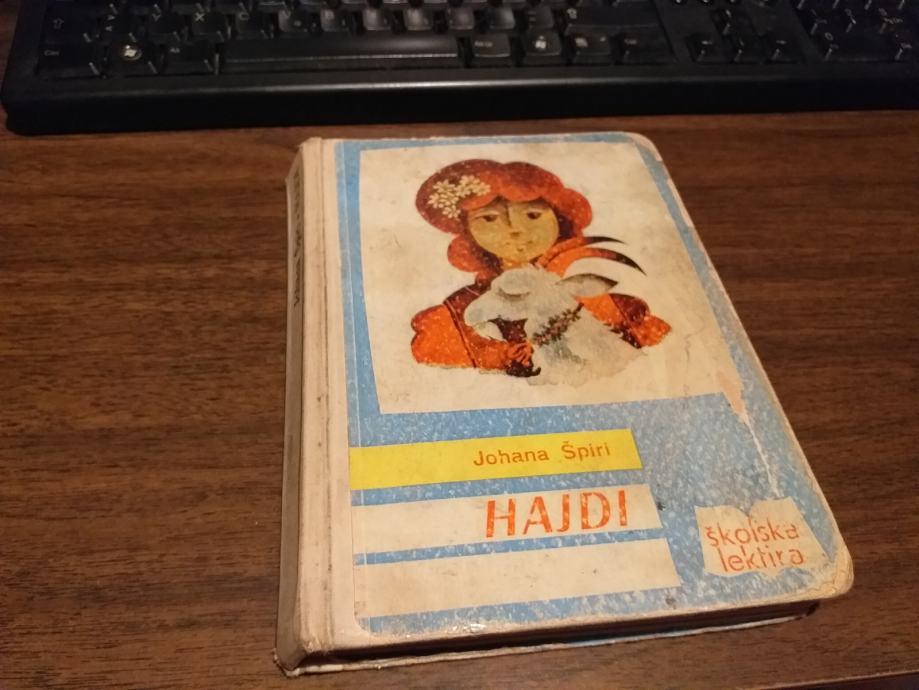 Johana Špiri
HAJDI
školska
lektira